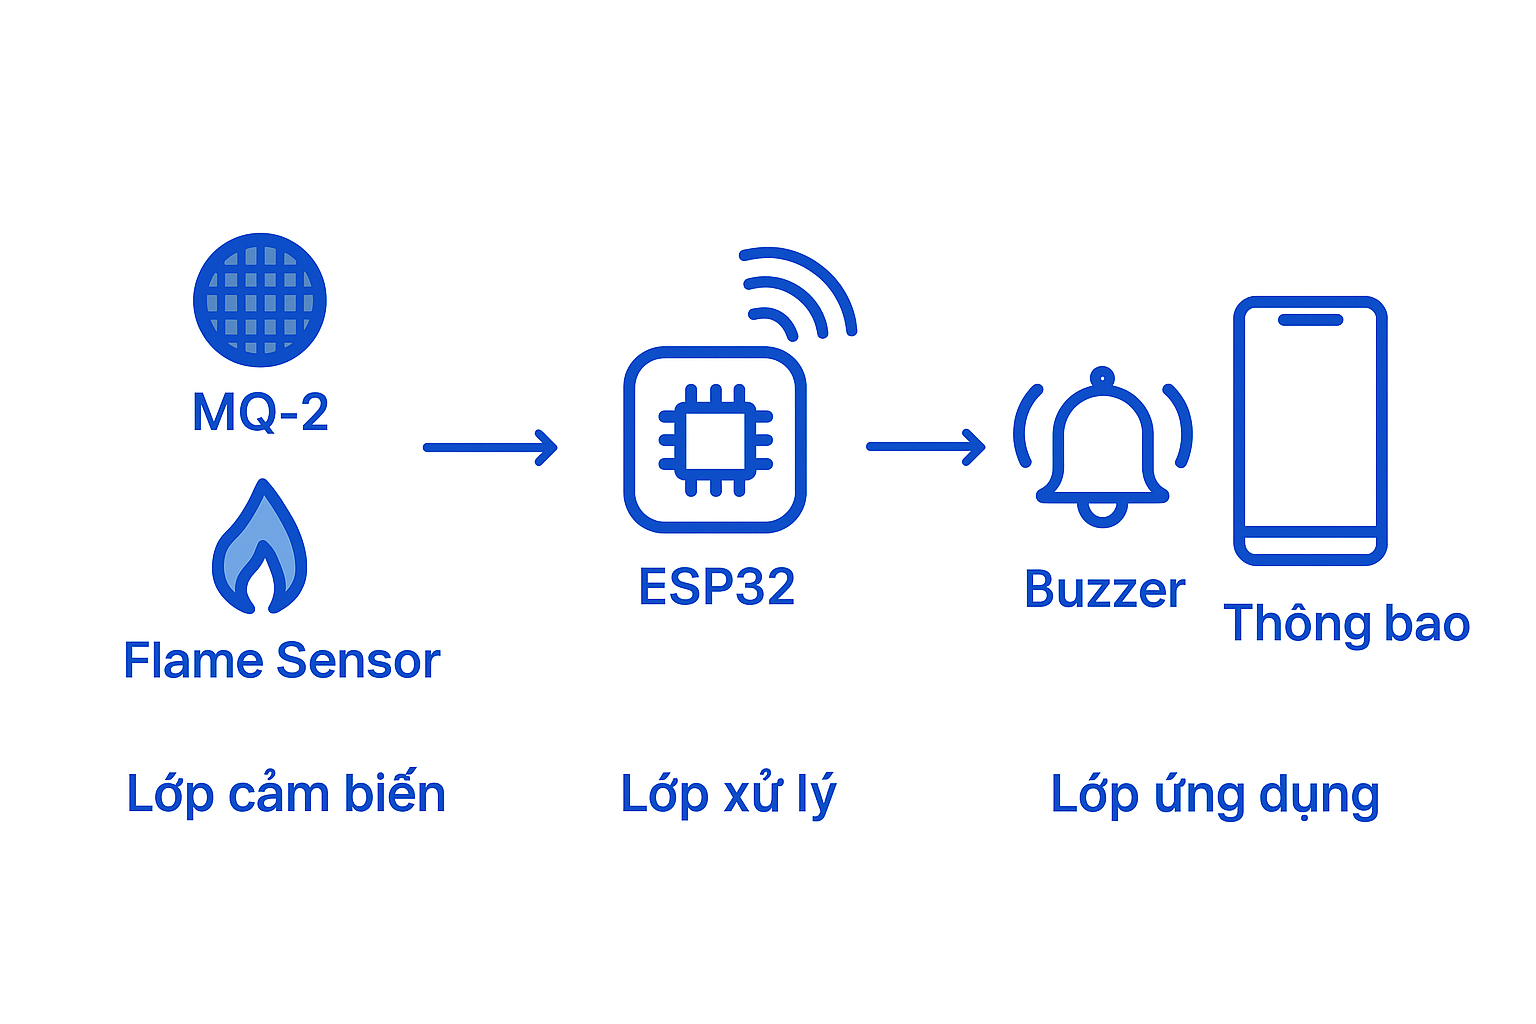 MQ-2
Flame Sensor
ESP32
Buzzer
Thông bao
Lớp cảm biến
Lớp xử lý
Lớp ứng dụng